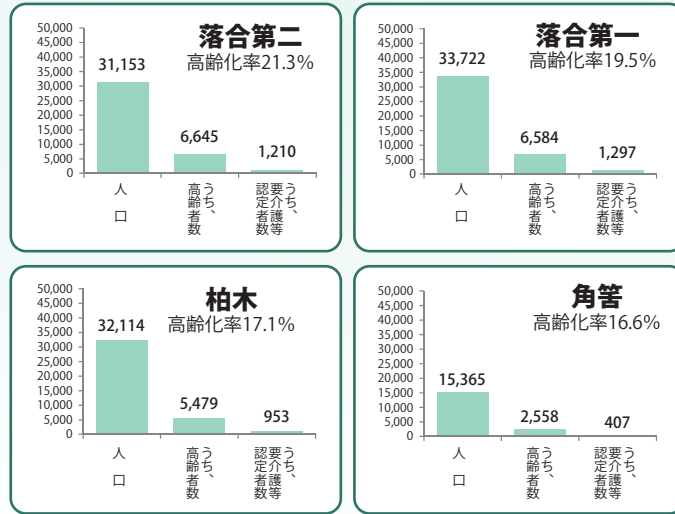 落合第二
高齢化率21.3%
50,000
45,000
40,000
35,000
30,000
25,000
20,000
15,000
10,000
5,000
0
31,153
6,645
1,210
人口
うち、
高齢者数
うち、
要介護等
認定者数
落合第一
高齢化率19.5%
50,000
45,000
40,000
35,000
30,000
25,000
20,000
15,000
10,000
5,000
0
33,722
6,584
1,297
人口
うち、
高齢者数
うち、
要介護等
認定者数
柏木
高齢化率17.1%
50,000
45,000
40,000
35,000
30,000
25,000
20,000
15,000
10,000
5,000
0
32,114
5,479
953
人口
うち、
高齢者数
うち、
要介護等
認定者数
角筈
高齢化率16.6%
50,000
45,000
40,000
35,000
30,000
25,000
20,000
15,000
10,000
5,000
0
15,365
2,558
407
人口
うち、
高齢者数
うち、
要介護等
認定者数